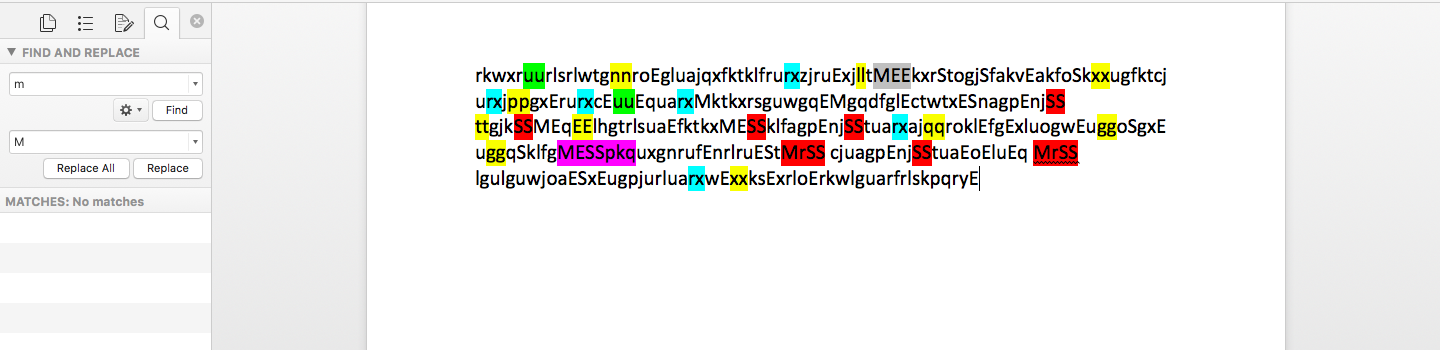 FIND AND REPLACE
m
Find
M
Replace All Replace
MATCHES: No matches
rkwxruurlsrlwtgnnroEgluajqxfktklfrurxzjruExjlltMEEkxrStogjSfakvEakfoSkxxugfktcj
urxjppgxErurxcEuuEquarxMktkxrsguwgqEMgqdfglEctwtxESnagpEnjSS
ttgjkSSMEqEElhgtrlsuaEfktkxMESSklfagpEnjSStuarxajqqroklEfgExluogwEuggoSgxE
uggqSklfgMESSpkquxgnrufEnrlruEStMrSS cjuagpEnjSStuaEoEluEq MrSS
lgulguwjoaESxEugpjurluarxwExxksExrloErkwlguarfrlskpqryE